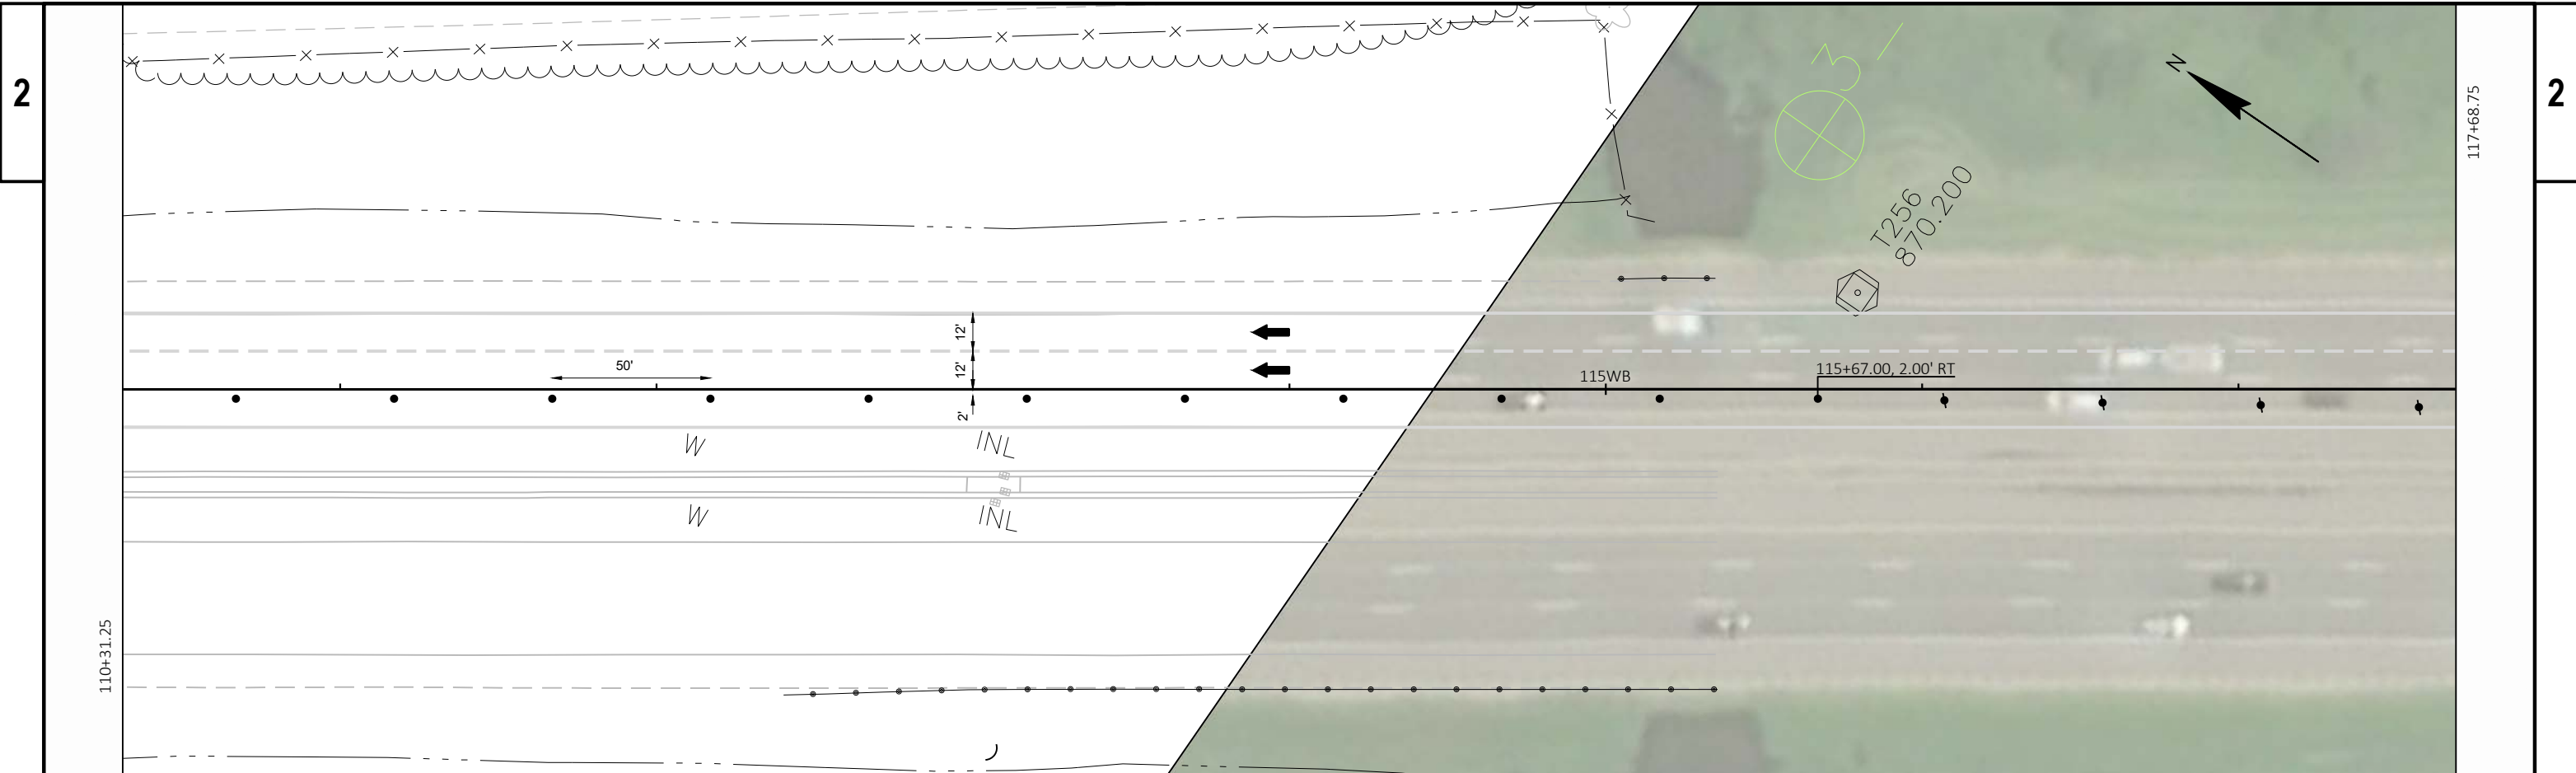 2
2
3
N
117+68.75
T256
870.200
12'
50'
12'
115WB
115+67.00, 2.00' RT
2'
W
INL
W
INL
110+31.25